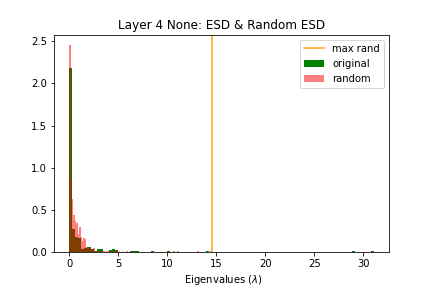 Layer 4 None: ESD & Random ESD
max rand
original
random
2.5
2.0
1.5
1.0
0.5
0.0
0 5 10 15 20 25 30
Eigenvalues (λ)